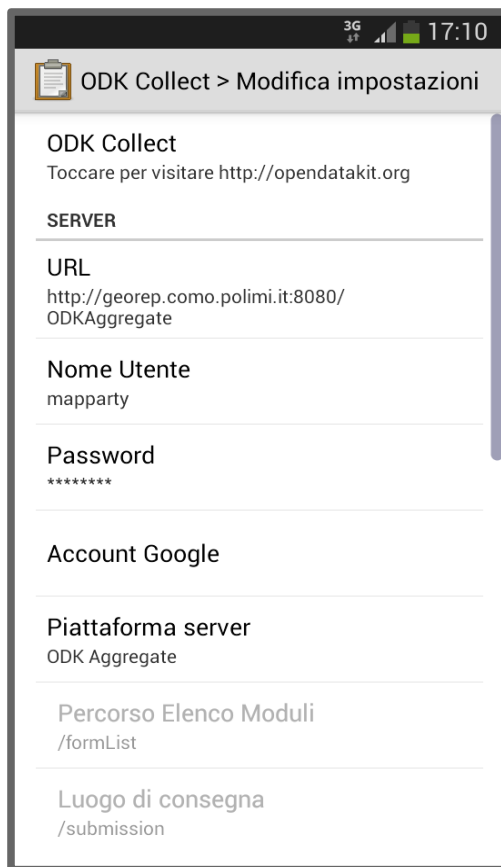 3G 17:10
ODK Collect > Modifica impostazioni
ODK Collect
Toccare per visitare http://opendatakit.org
SERVER
URL
http://georep.como.polimi.it:8080/
ODKAggregate
Nome Utente
mapparty
Password
********
Account Google
Piattaforma server
ODK Aggregate
Percorso Elenco Moduli
/formList
Luogo di consegna
/submission